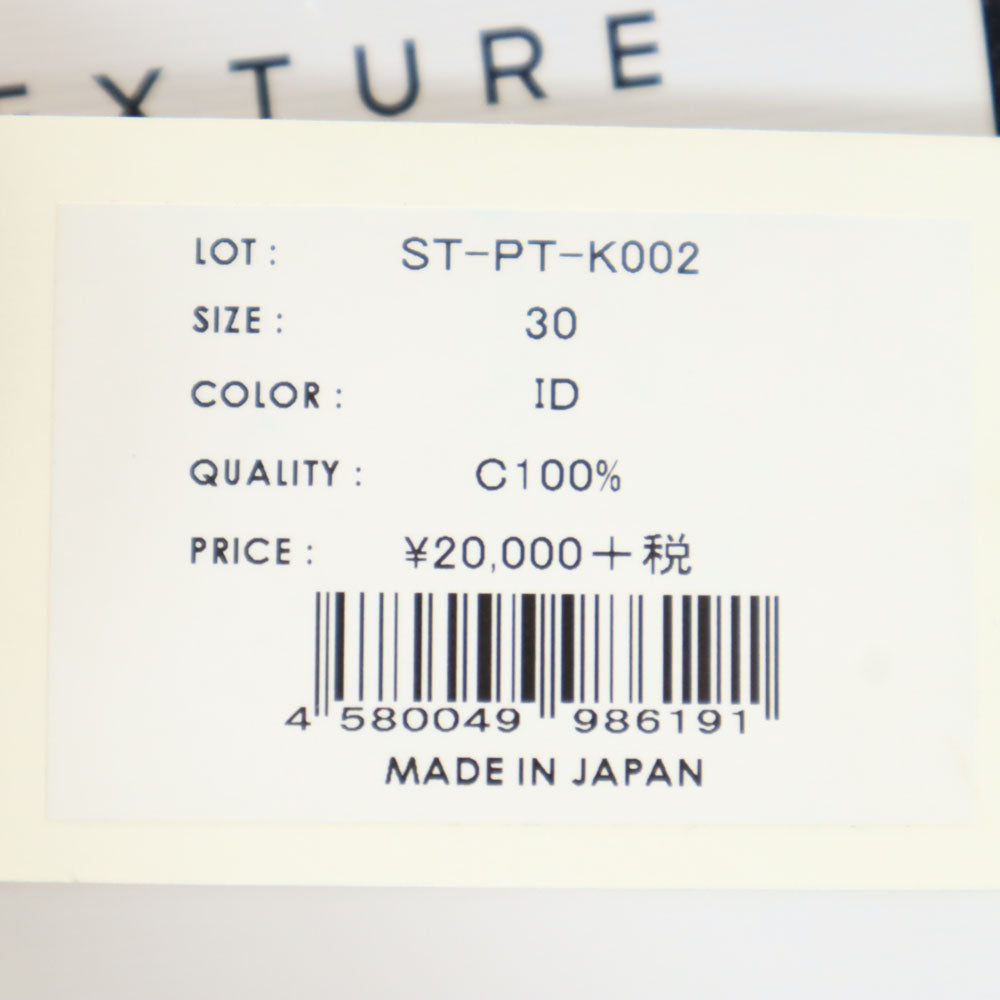 EXTURE
LOT : ST-PT-K002
SIZE : 30
COLOR : ID
QUALITY : C100%
PRICE : ¥20,000＋税
4 580049 986191
MADE IN JAPAN